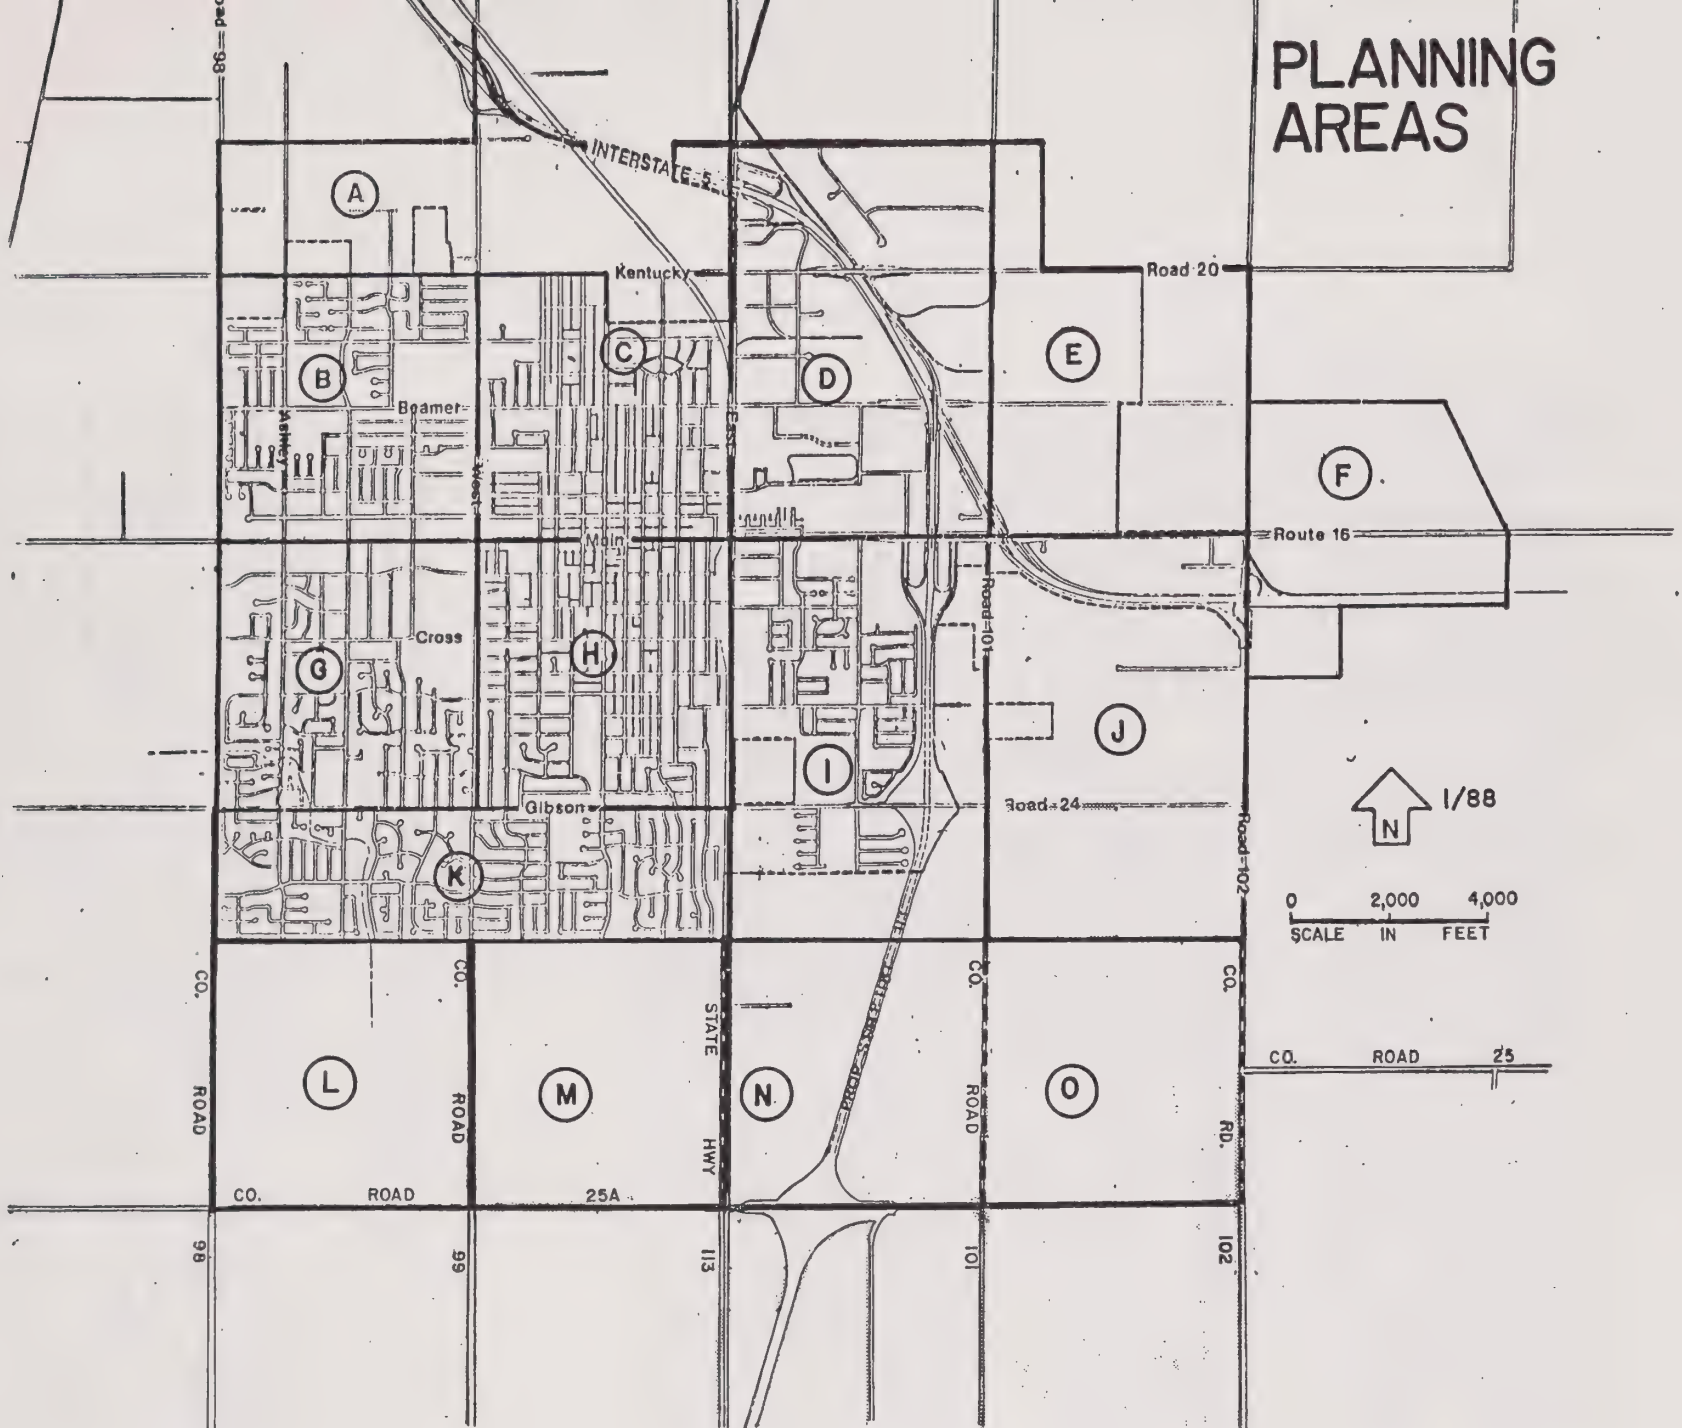 PLANNING
AREAS
oad 98
INTERSTATE 5
A
Kentucky
Road 20
B
C
D
E
Beamer
Ashley
East
West
F
Main
Route 16
Road 101
Cross
G
H
I
J
Gibson
Road 24
1/88
N
Road 102
K
0 2,000 4,000
SCALE IN FEET
CO. ROAD 98
CO. ROAD 99
STATE HWY 113
CO. ROAD 101
CO. RD. 102
CO. ROAD 25
L
M
N
O
CO. ROAD 25A